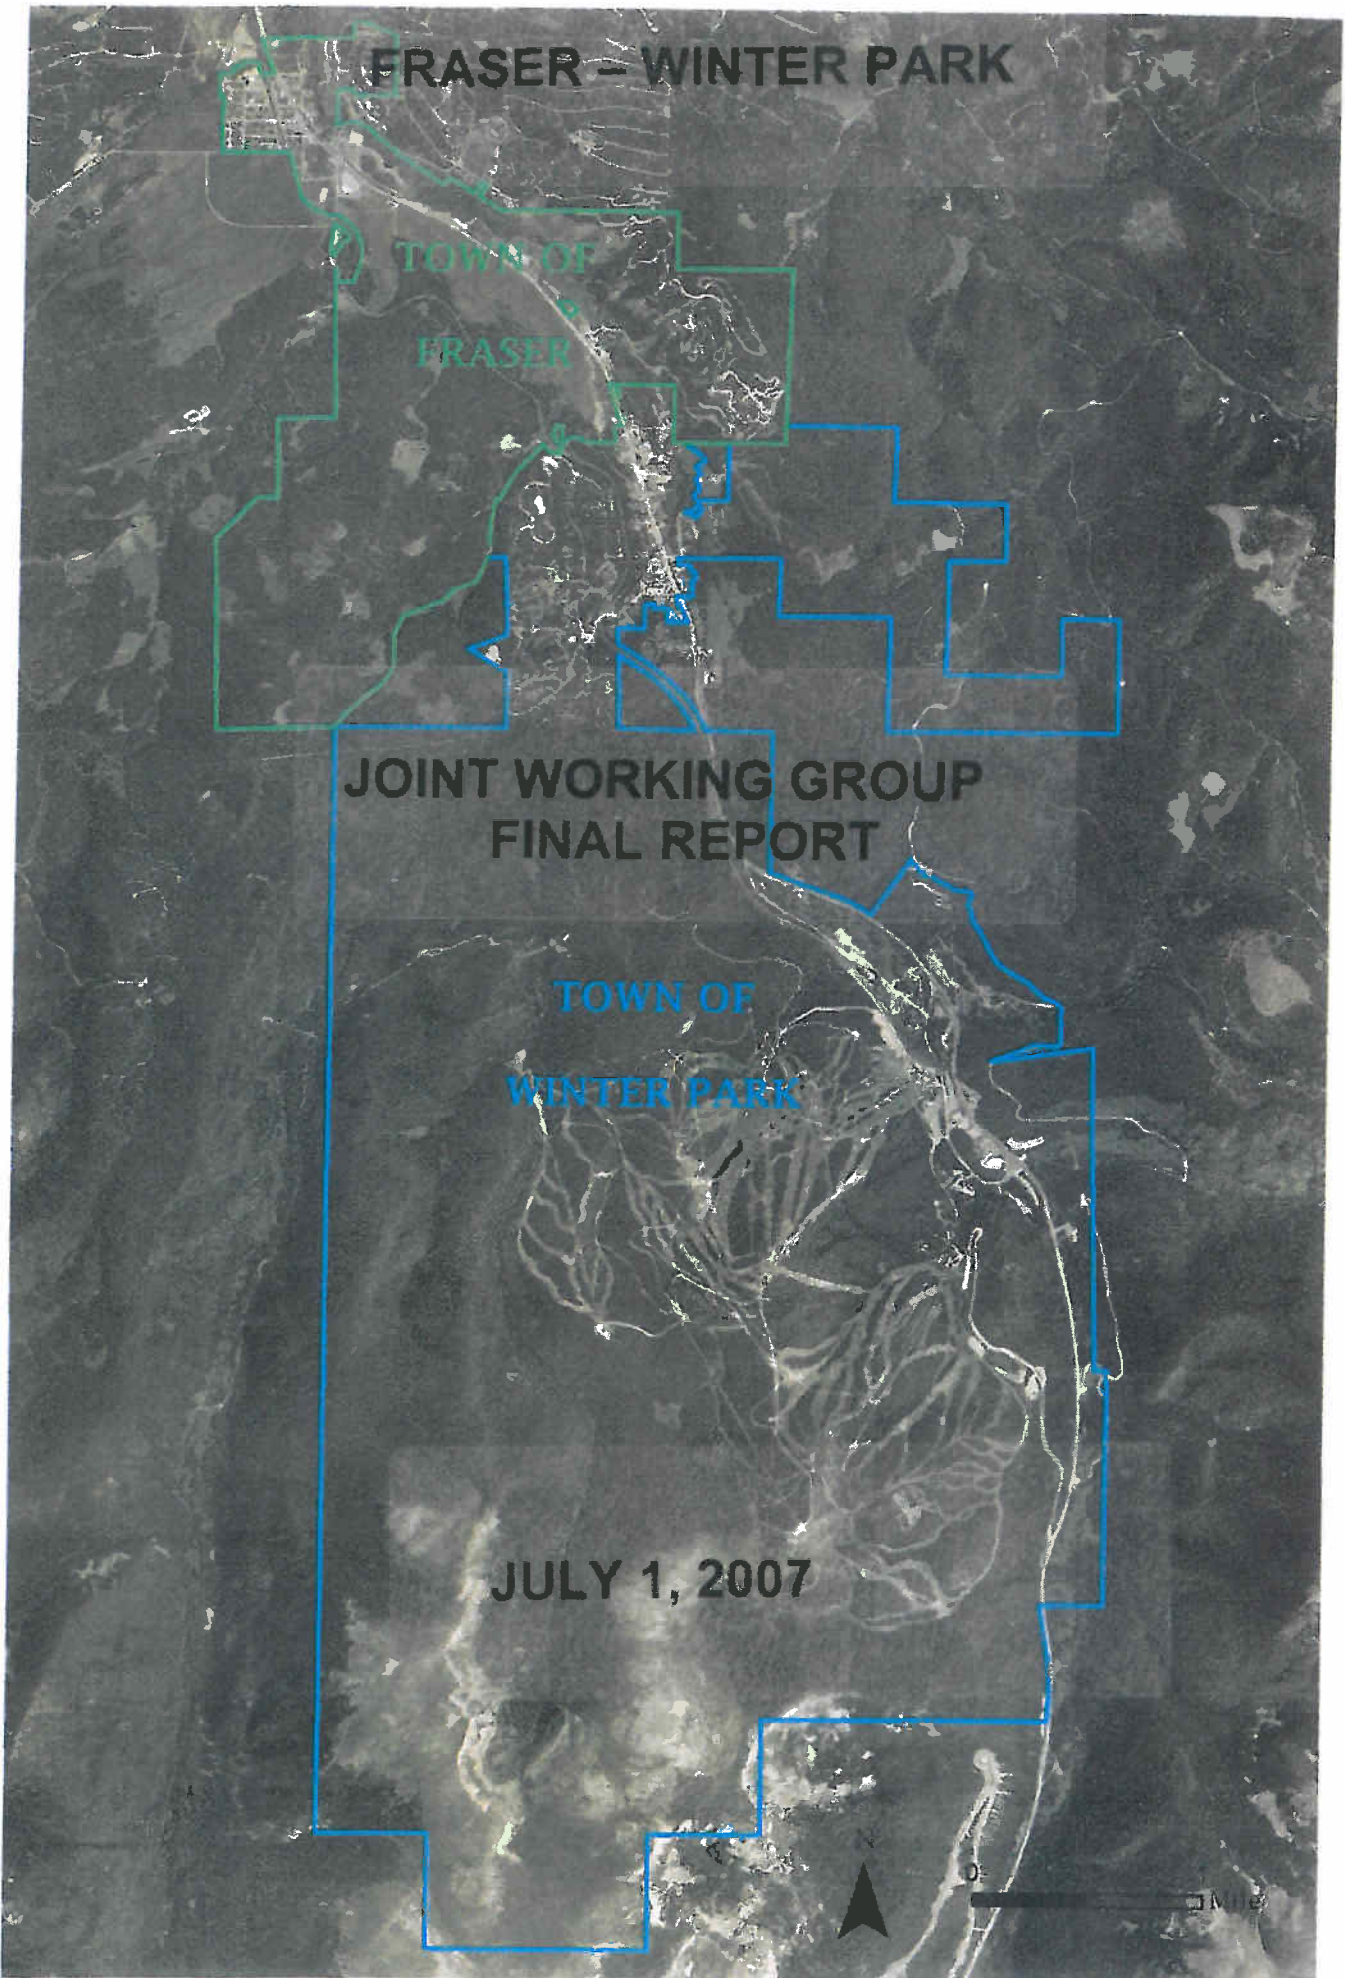 FRASER – WINTER PARK
TOWN OF
FRASER
JOINT WORKING GROUP
FINAL REPORT
TOWN OF
WINTER PARK
JULY 1, 2007
N
0
1 Mile